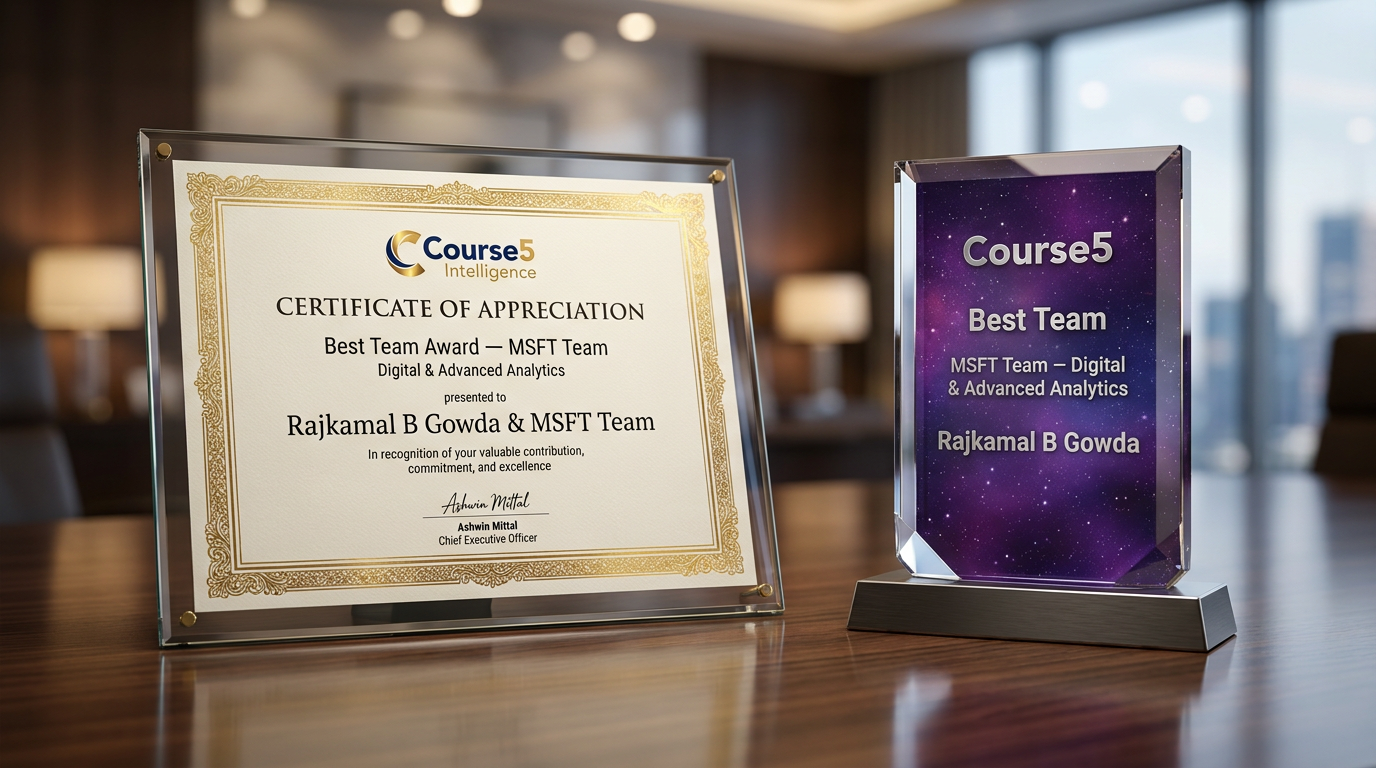 Course5
Intelligence
CERTIFICATE OF APPRECIATION
Best Team Award — MSFT Team
Digital & Advanced Analytics
presented to
Rajkamal B Gowda & MSFT Team
In recognition of your valuable contribution,
commitment, and excellence
Ashwin Mittal
Ashwin Mittal
Chief Executive Officer
Course5
Best Team
MSFT Team – Digital
& Advanced Analytics
Rajkamal B Gowda